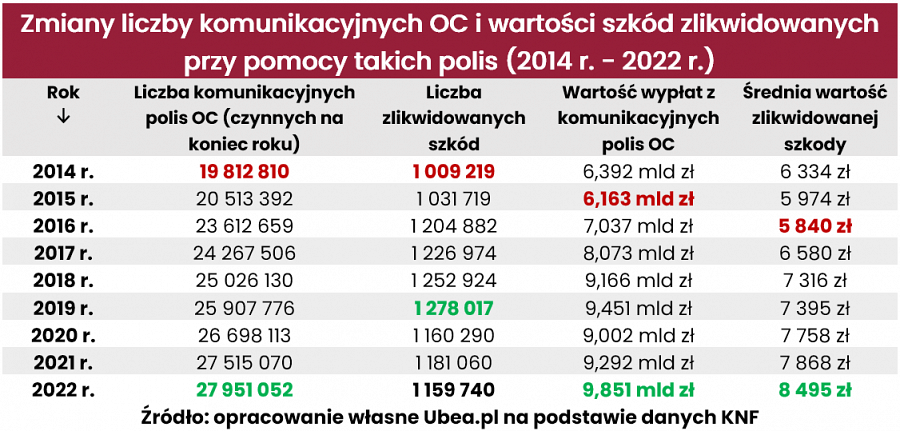 Zmiany liczby komunikacyjnych OC i wartości szkód zlikwidowanych
przy pomocy takich polis (2014 r. - 2022 r.)
Rok ↓ Liczba komunikacyjnych polis OC (czynnych na koniec roku) Liczba zlikwidowanych szkód Wartość wypłat z komunikacyjnych polis OC Średnia wartość zlikwidowanej szkody
2014 r. 19 812 810 1 009 219 6,392 mld zł 6 334 zł
2015 r. 20 513 392 1 031 719 6,163 mld zł 5 974 zł
2016 r. 23 612 659 1 204 882 7,037 mld zł 5 840 zł
2017 r. 24 267 506 1 226 974 8,073 mld zł 6 580 zł
2018 r. 25 026 130 1 252 924 9,166 mld zł 7 316 zł
2019 r. 25 907 776 1 278 017 9,451 mld zł 7 395 zł
2020 r. 26 698 113 1 160 290 9,002 mld zł 7 758 zł
2021 r. 27 515 070 1 181 060 9,292 mld zł 7 868 zł
2022 r. 27 951 052 1 159 740 9,851 mld zł 8 495 zł
Źródło: opracowanie własne Ubea.pl na podstawie danych KNF